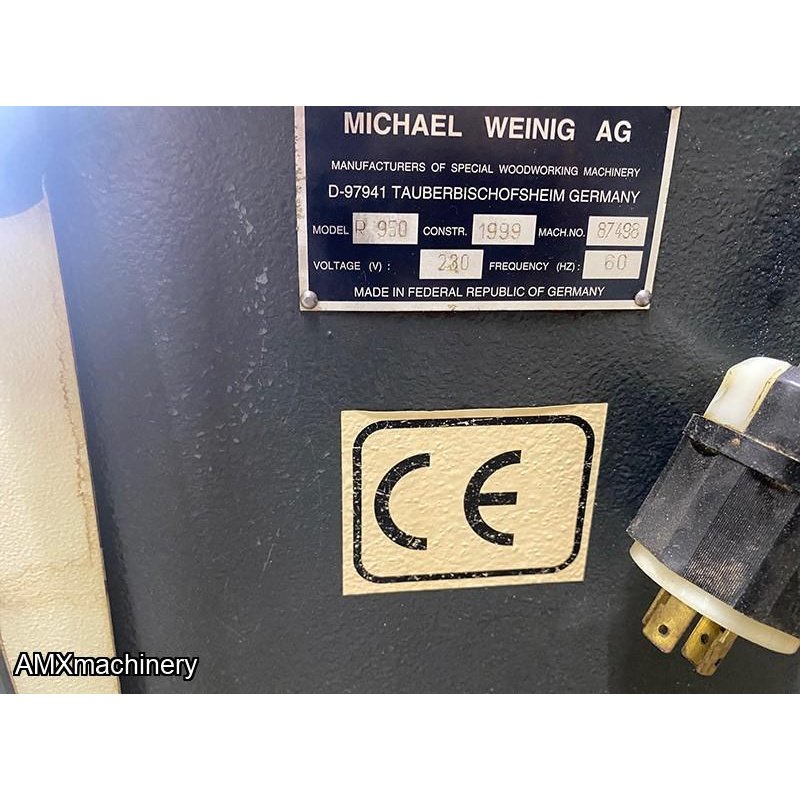 MICHAEL WEINIG AG
MANUFACTURERS OF SPECIAL WOODWORKING MACHINERY
D-97941 TAUBERBISCHOFSHEIM GERMANY
MODEL R 950 CONSTR. 1999 MACH.NO. 87498
VOLTAGE (V) : 230 FREQUENCY (HZ) : 60
MADE IN FEDERAL REPUBLIC OF GERMANY
CE
AMXmachinery